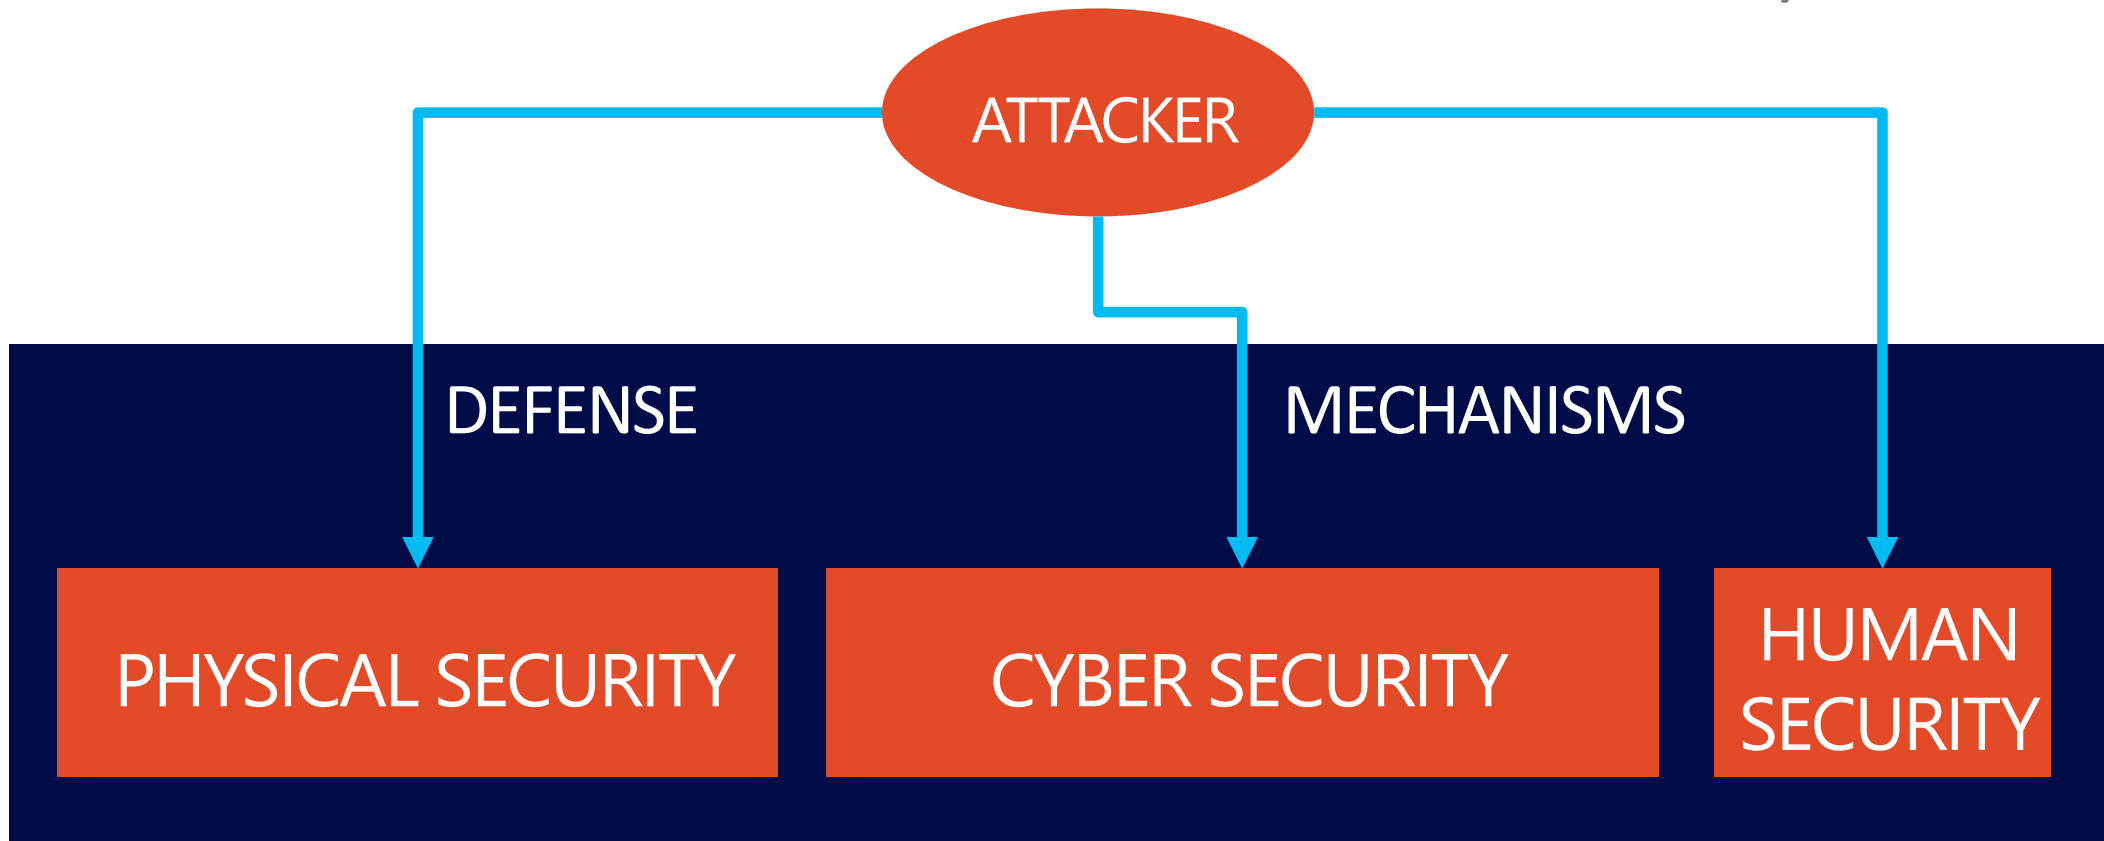 ATTACKER
DEFENSE MECHANISMS
PHYSICAL SECURITY
CYBER SECURITY
HUMAN
SECURITY